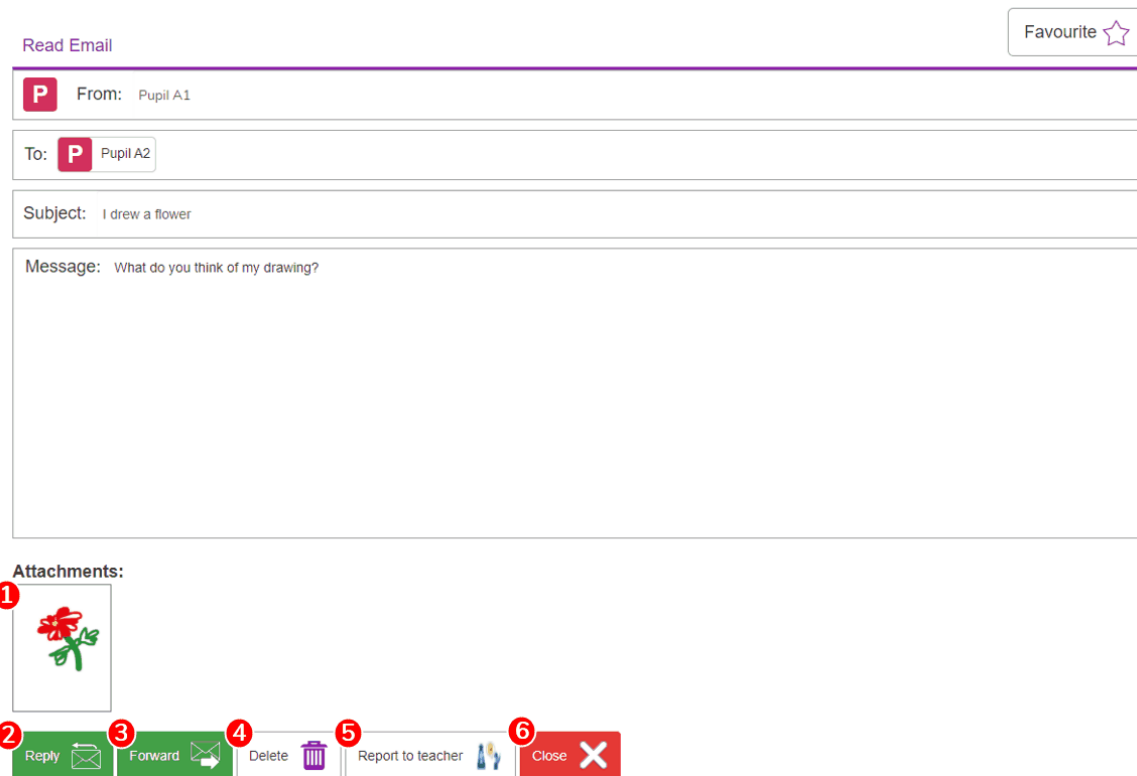 Favourite
Read Email
P From: Pupil A1
To: P Pupil A2
Subject: I drew a flower
Message: What do you think of my drawing?
Attachments:
1
2 Reply 3 Forward 4 Delete 5 Report to teacher 6 Close